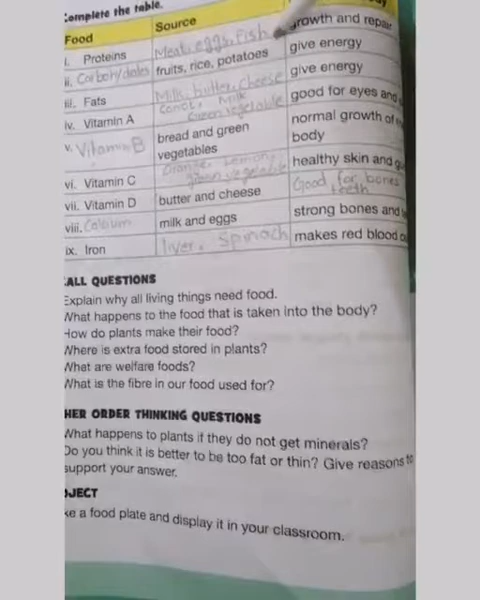 Complete the table.
Food Source
i. Proteins Meat, eggs, Fish growth and repair
ii. Carbohydrates fruits, rice, potatoes give energy
iii. Fats Milk, butter, cheese give energy
iv. Vitamin A Carrot, Milk green vegetable good for eyes and
v. Vitamin B bread and green vegetables normal growth of body
vi. Vitamin C Orange, Lemon, green vegetable healthy skin and
vii. Vitamin D butter and cheese Good for bones teeth
viii. Calcium milk and eggs strong bones and
ix. Iron liver, Spinach makes red blood
ALL QUESTIONS
Explain why all living things need food.
What happens to the food that is taken into the body?
How do plants make their food?
Where is extra food stored in plants?
What are welfare foods?
What is the fibre in our food used for?
HER ORDER THINKING QUESTIONS
What happens to plants if they do not get minerals?
Do you think it is better to be too fat or thin? Give reasons to
support your answer.
JECT
ke a food plate and display it in your classroom.